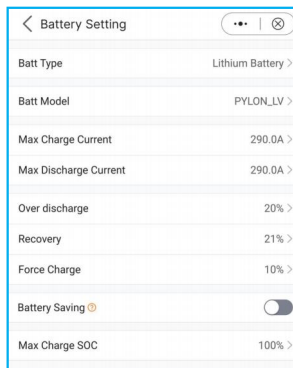 Battery Setting
Batt Type Lithium Battery
Batt Model PYLON_LV
Max Charge Current 290.0A
Max Discharge Current 290.0A
Over discharge 20%
Recovery 21%
Force Charge 10%
Battery Saving ?
Max Charge SOC 100%